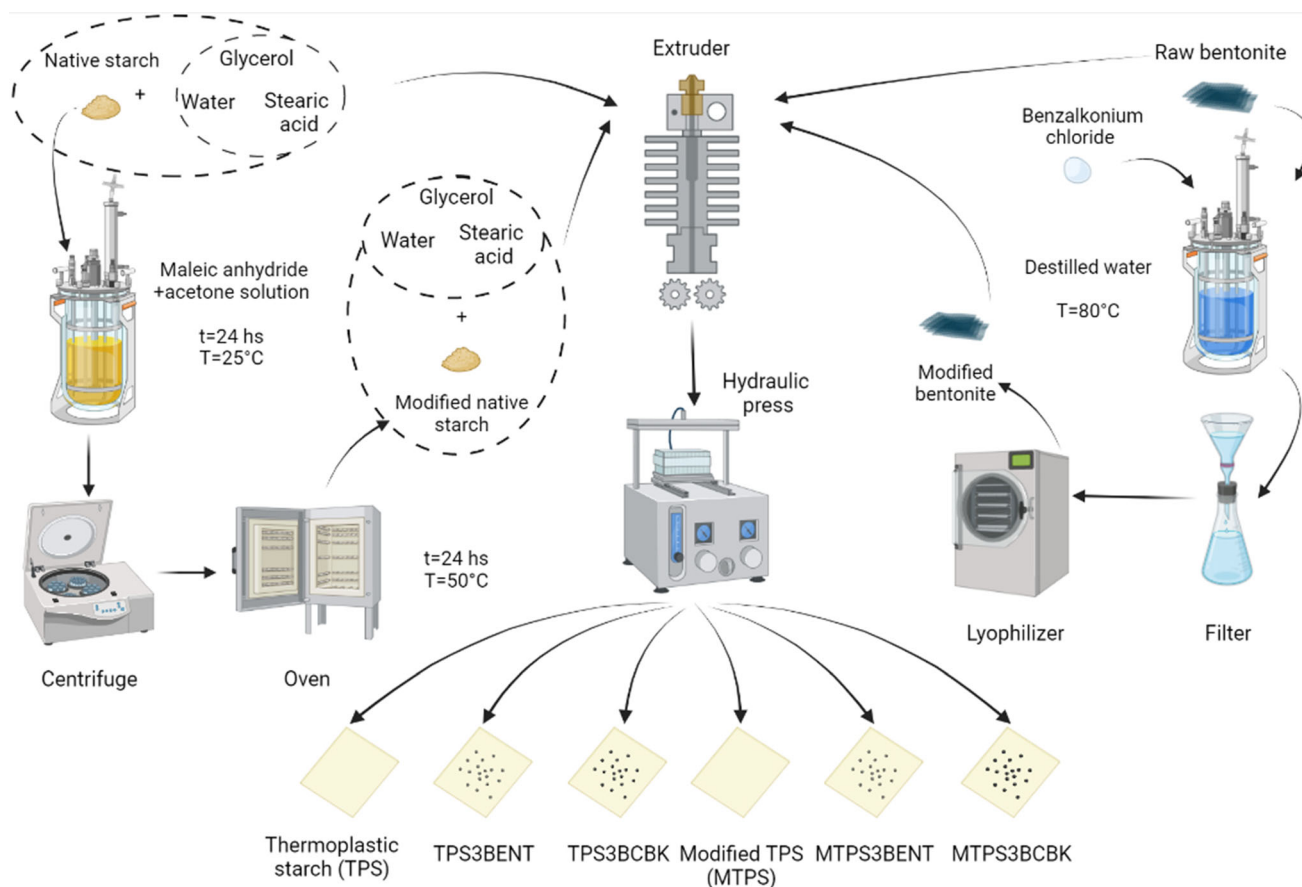 Native starch
+
Glycerol
Water
Stearic
acid
Maleic anhydride
+acetone solution
t=24 hs
T=25°C
Centrifuge
Oven
t=24 hs
T=50°C
Glycerol
Water
Stearic
acid
+
Modified native
starch
Extruder
Hydraulic
press
Raw bentonite
Benzalkonium
chloride
Destilled water
T=80°C
Modified
bentonite
Lyophilizer
Filter
Thermoplastic
starch (TPS)
TPS3BENT
TPS3BCBK
Modified TPS
(MTPS)
MTPS3BENT
MTPS3BCBK